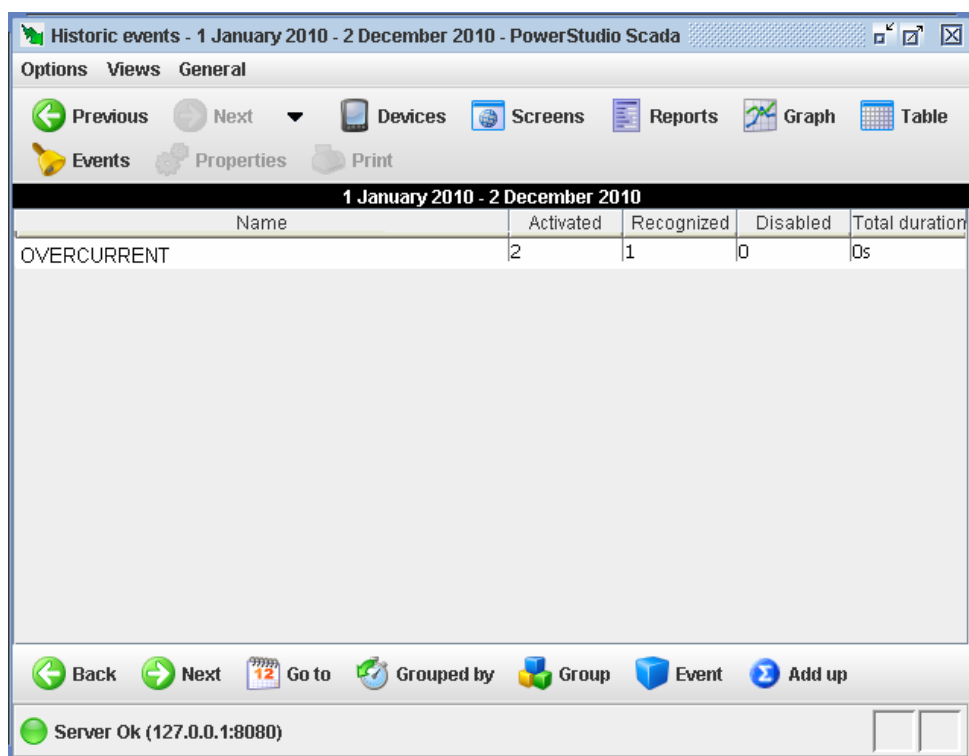 Historic events - 1 January 2010 - 2 December 2010 - PowerStudio Scada
Options Views General
Previous Next Devices Screens Reports Graph Table
Events Properties Print
1 January 2010 - 2 December 2010
Name Activated Recognized Disabled Total duration
OVERCURRENT 2 1 0 0s
Back 12 Next Go to Grouped by Group Event Σ Add up
Server Ok (127.0.0.1:8080)